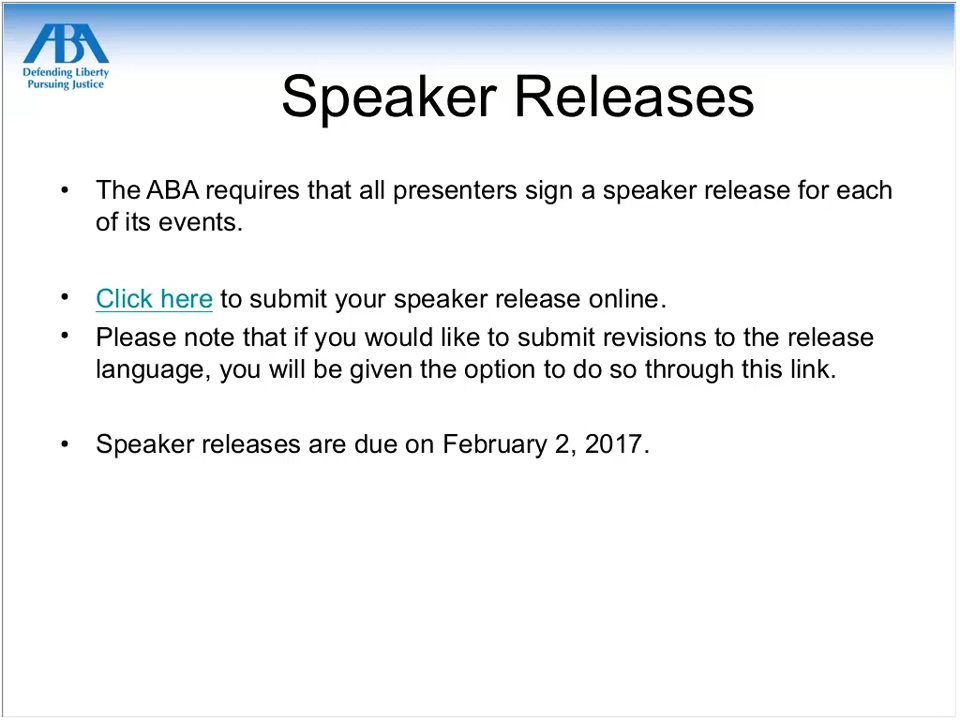 ABA
Defending Liberty
Pursuing Justice
Speaker Releases
• The ABA requires that all presenters sign a speaker release for each
of its events.
• Click here to submit your speaker release online.
• Please note that if you would like to submit revisions to the release
language, you will be given the option to do so through this link.
• Speaker releases are due on February 2, 2017.